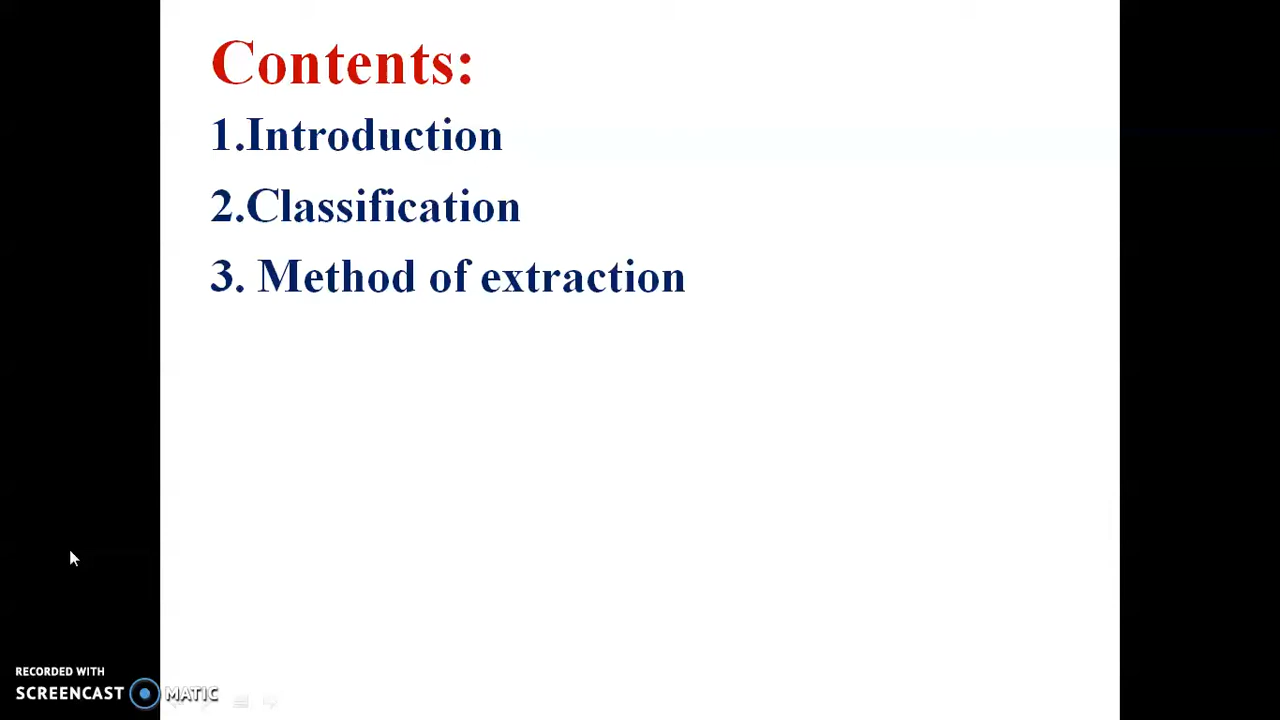 Contents:
1.Introduction
2.Classification
3. Method of extraction
RECORDED WITH
SCREENCAST MATIC